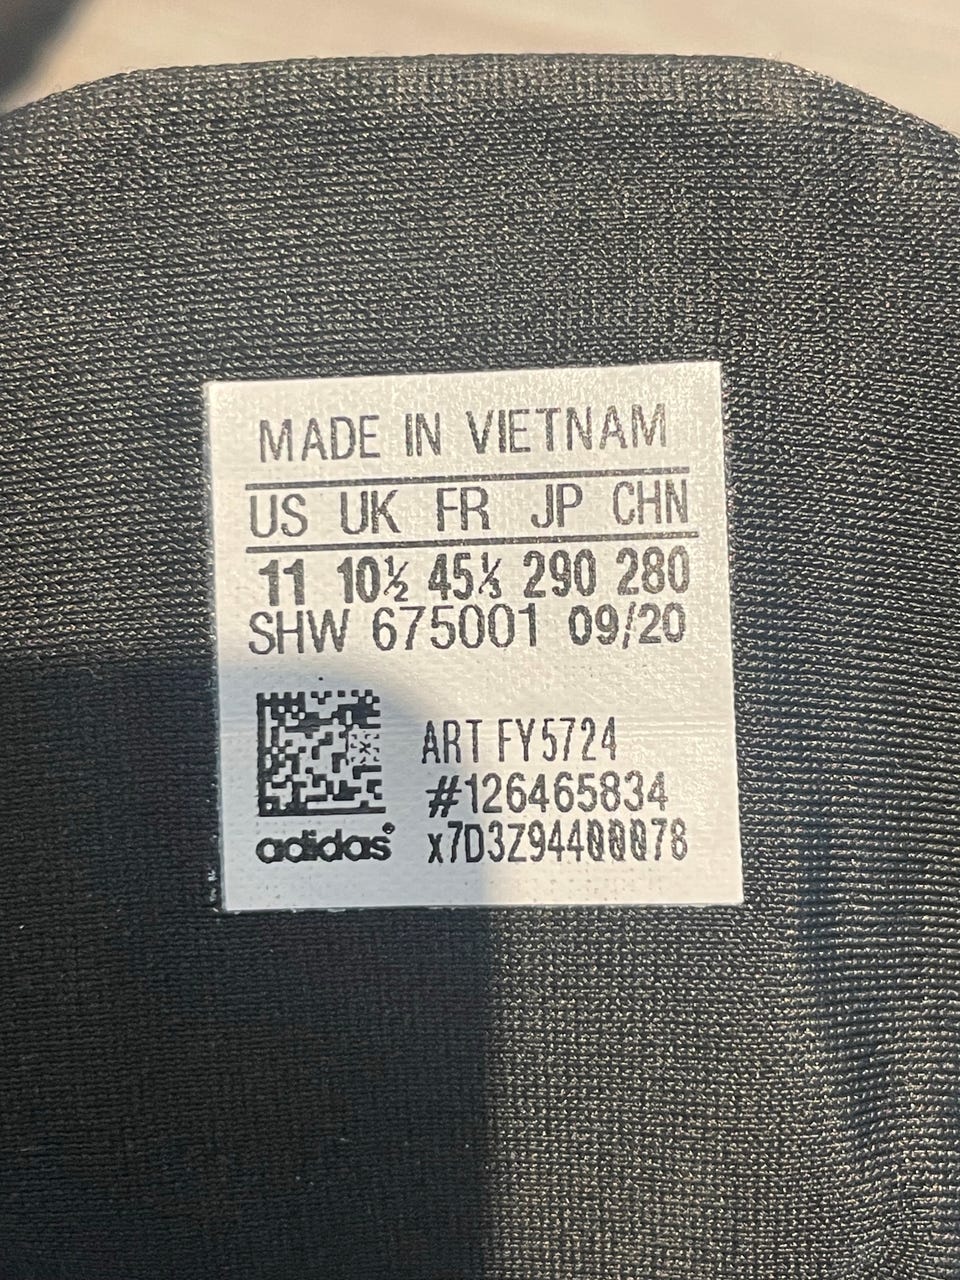 MADE IN VIETNAM
US UK FR JP CHN
11 10½ 45⅓ 290 280
SHW 675001 09/20
ART FY5724
#126465834
adidas® x7D3Z94400078